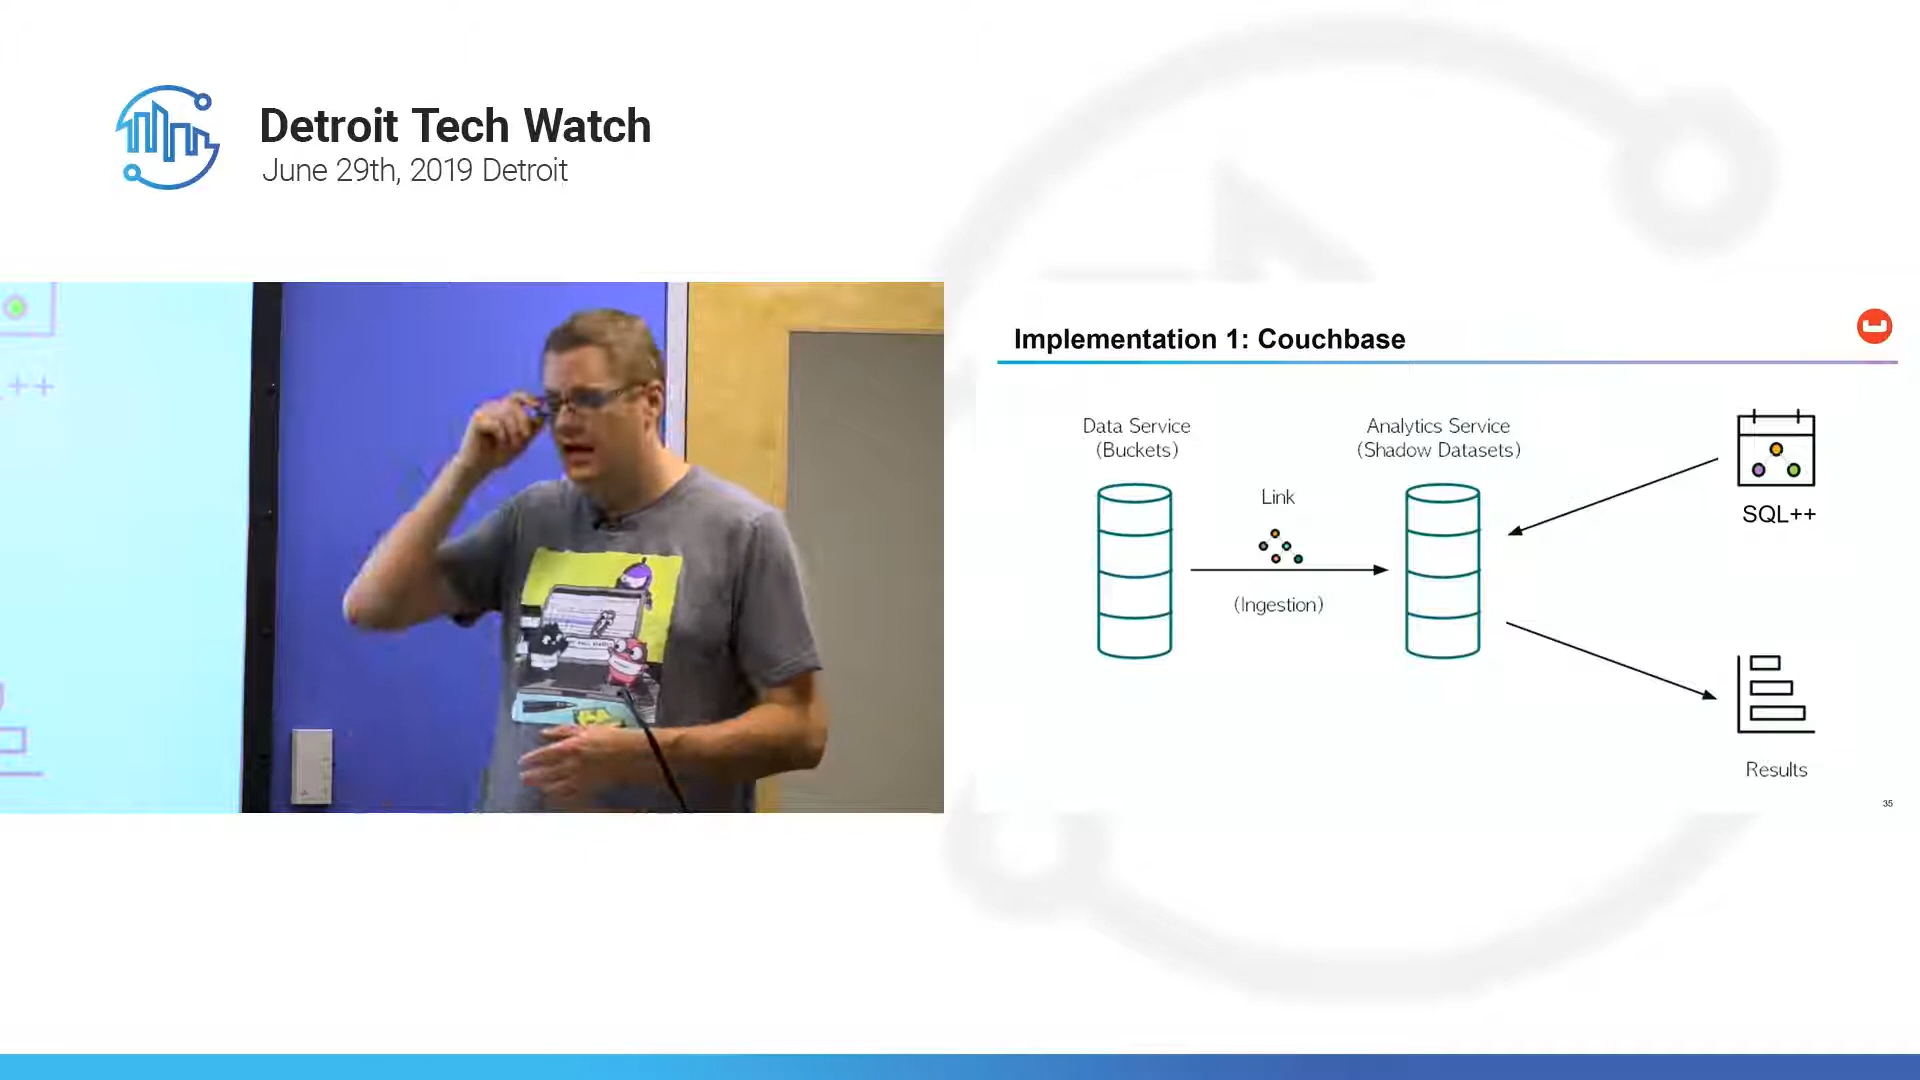 Detroit Tech Watch
June 29th, 2019 Detroit
++
Implementation 1: Couchbase
Data Service
(Buckets)
Analytics Service
(Shadow Datasets)
Link
(Ingestion)
SQL++
Results
35